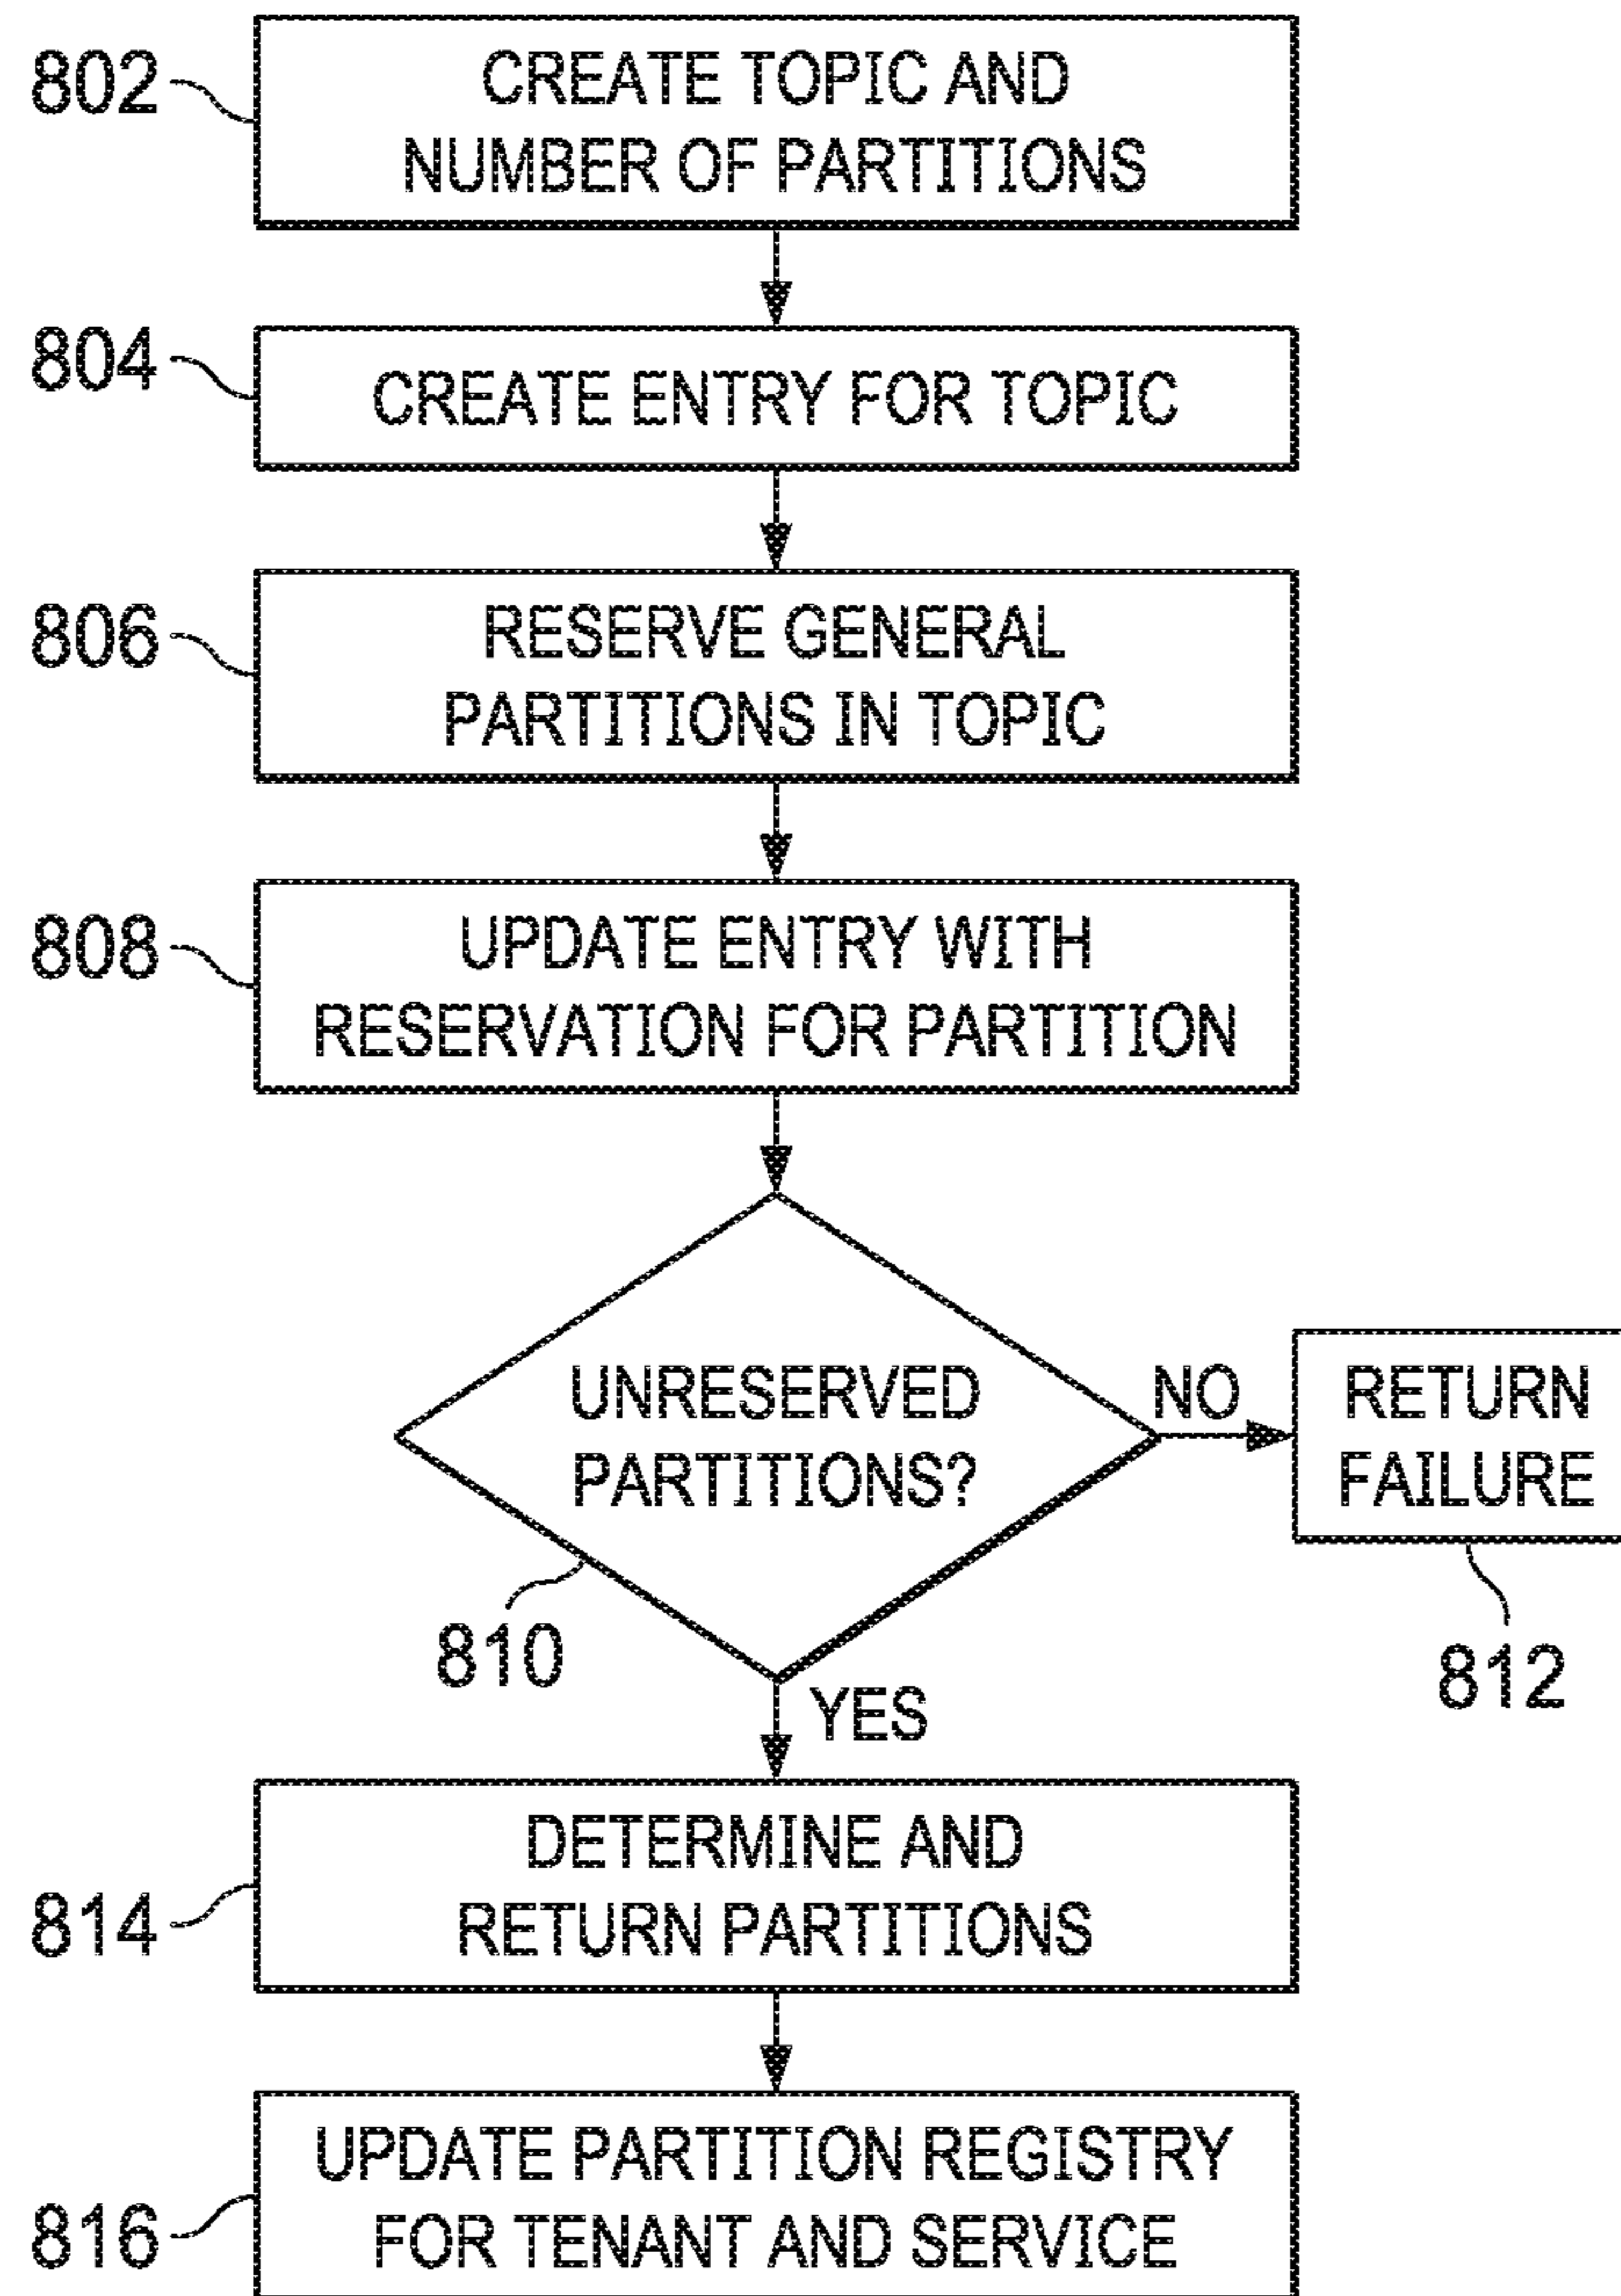 802
CREATE TOPIC AND
NUMBER OF PARTITIONS
804
CREATE ENTRY FOR TOPIC
806
RESERVE GENERAL
PARTITIONS IN TOPIC
808
UPDATE ENTRY WITH
RESERVATION FOR PARTITION
UNRESERVED
PARTITIONS?
810
NO
RETURN
FAILURE
812
YES
814
DETERMINE AND
RETURN PARTITIONS
816
UPDATE PARTITION REGISTRY
FOR TENANT AND SERVICE